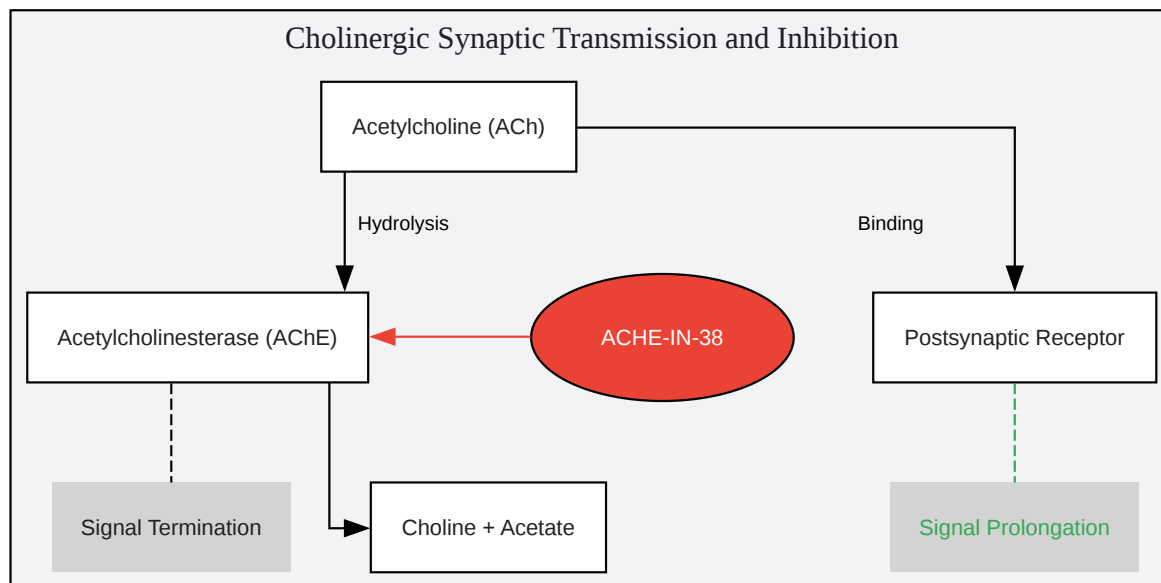 Cholinergic Synaptic Transmission and Inhibition
Acetylcholine (ACh)
Hydrolysis
Binding
Acetylcholinesterase (AChE)
ACHE-IN-38
Postsynaptic Receptor
Signal Termination
Choline + Acetate
Signal Prolongation